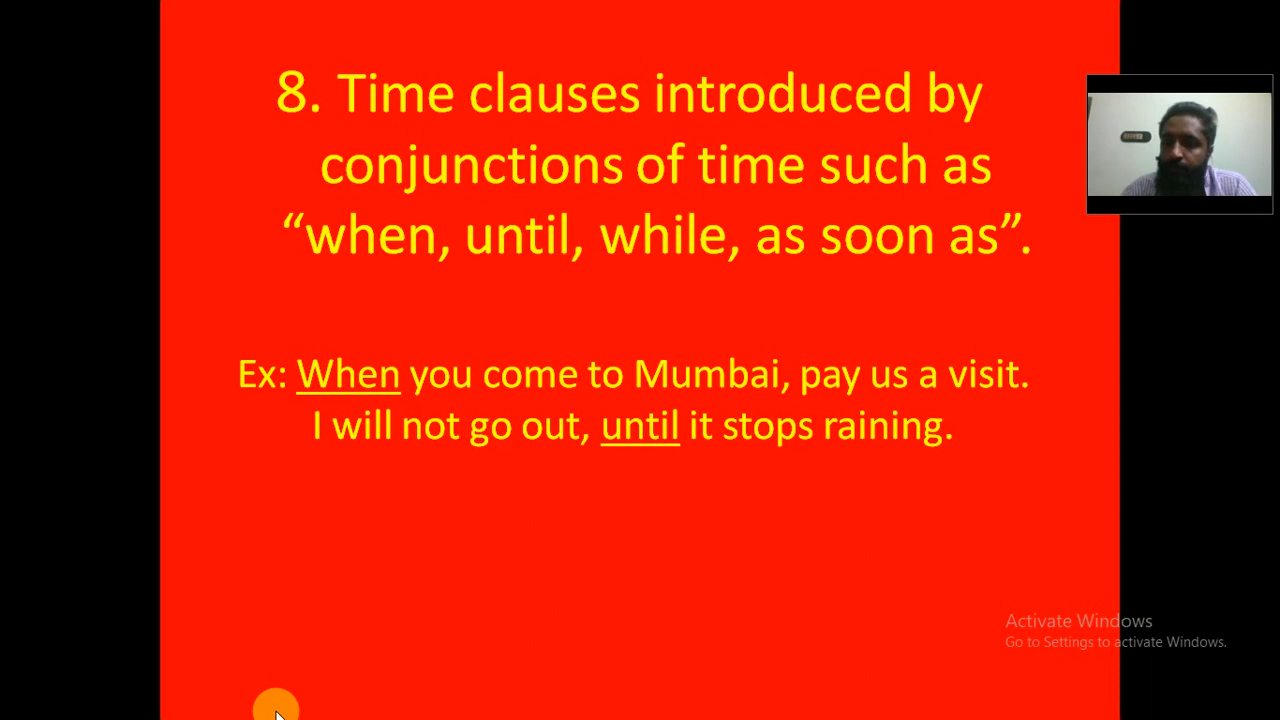 8. Time clauses introduced by
conjunctions of time such as
“when, until, while, as soon as”.
Ex: When you come to Mumbai, pay us a visit.
I will not go out, until it stops raining.
Activate Windows
Go to Settings to activate Windows.